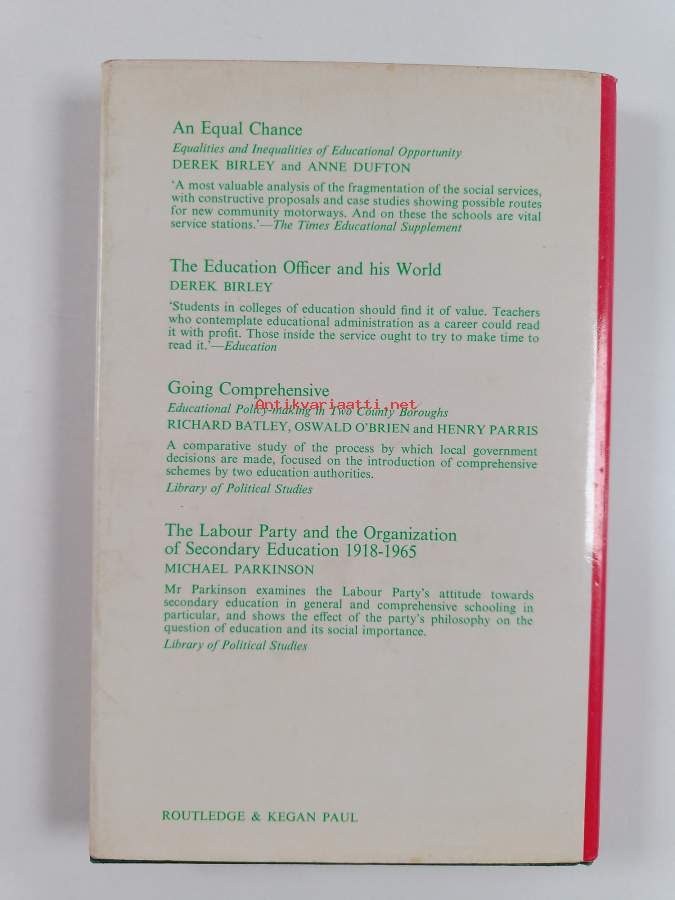 An Equal Chance
Equalities and Inequalities of Educational Opportunity
DEREK BIRLEY and ANNE DUFTON
'A most valuable analysis of the fragmentation of the social services,
with constructive proposals and case studies showing possible routes
for new community motorways. And on these the schools are vital
service stations.'—The Times Educational Supplement
The Education Officer and his World
DEREK BIRLEY
'Students in colleges of education should find it of value. Teachers
who contemplate educational administration as a career could read
it with profit. Those inside the service ought to try to make time to
read it.'—Education
Going Comprehensive
Antikvariaatti.net
Educational Policy-making in Two County Boroughs
RICHARD BATLEY, OSWALD O'BRIEN and HENRY PARRIS
A comparative study of the process by which local government
decisions are made, focused on the introduction of comprehensive
schemes by two education authorities.
Library of Political Studies
The Labour Party and the Organization
of Secondary Education 1918-1965
MICHAEL PARKINSON
Mr Parkinson examines the Labour Party's attitude towards
secondary education in general and comprehensive schooling in
particular, and shows the effect of the party's philosophy on the
question of education and its social importance.
Library of Political Studies
ROUTLEDGE & KEGAN PAUL